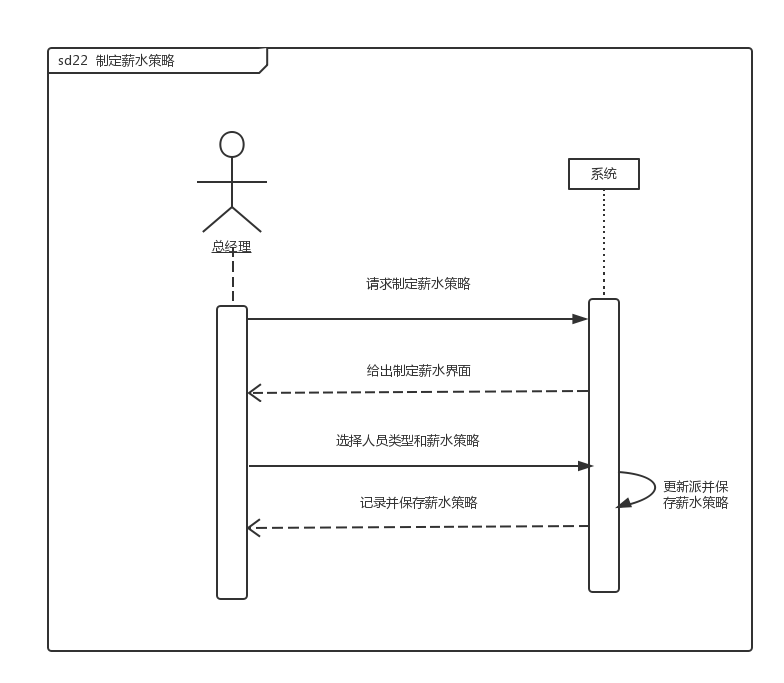 sd22 制定薪水策略
系统
总经理
请求制定薪水策略
给出制定薪水界面
选择人员类型和薪水策略
更新派并保
存薪水策略
记录并保存薪水策略